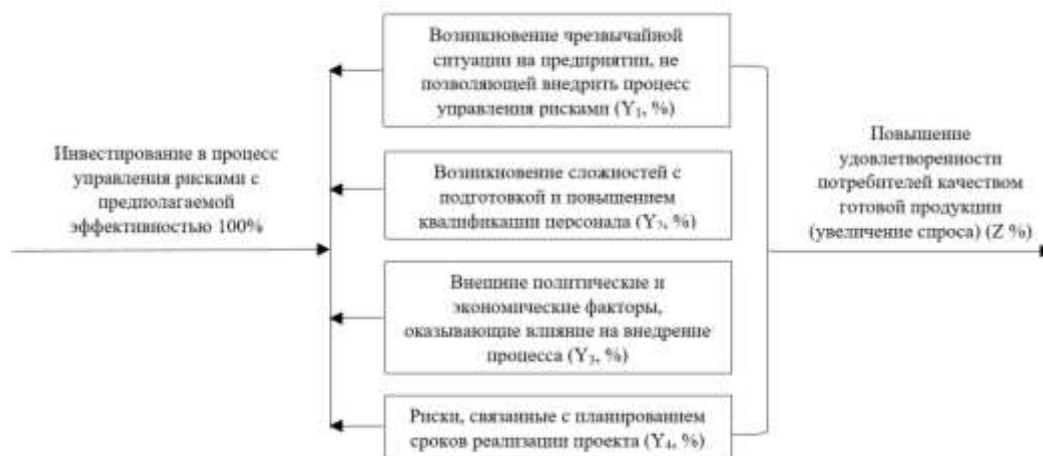 Инвестирование в процесс
управления рисками с
предполагаемой
эффективностью 100%
Возникновение чрезвычайной
ситуации на предприятии, не
позволяющей внедрить процесс
управления рисками (Y₁, %)
Возникновение сложностей с
подготовкой и повышением
квалификации персонала (Y₂, %)
Внешние политические и
экономические факторы,
оказывающие влияние на внедрение
процесса (Y₃, %)
Риски, связанные с планированием
сроков реализации проекта (Y₄, %)
Повышение
удовлетворенности
потребителей качеством
готовой продукции
(увеличение спроса) (Z %)